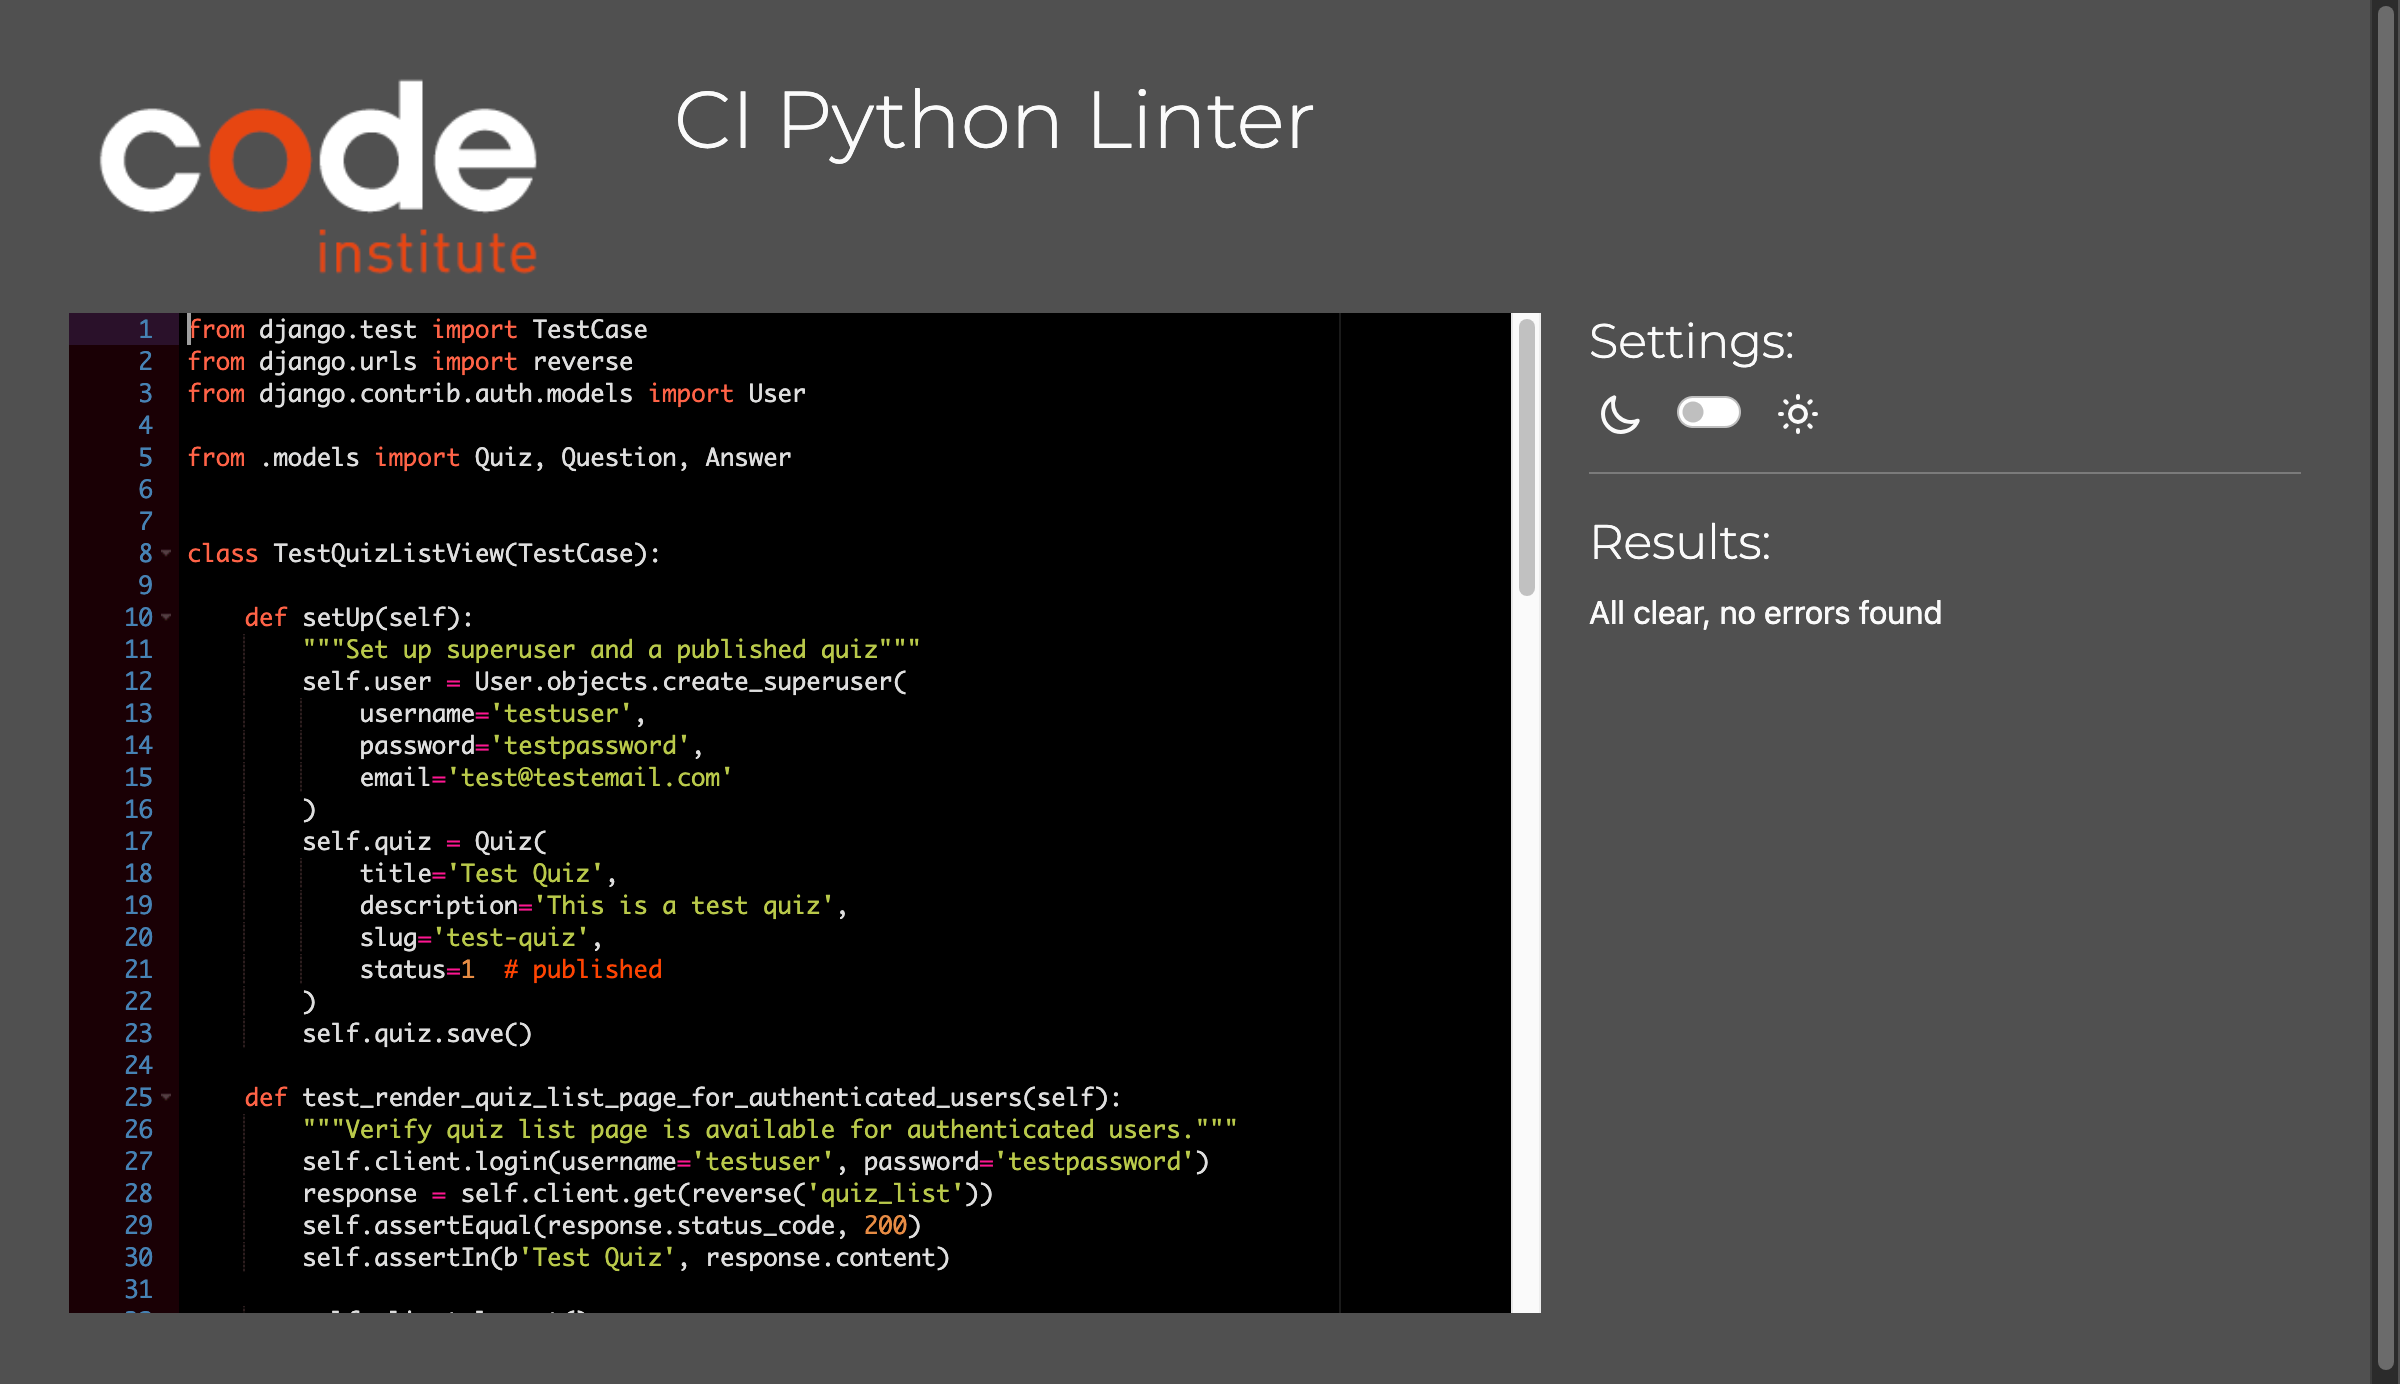 code
institute
CI Python Linter
1 from django.test import TestCase
2 from django.urls import reverse
3 from django.contrib.auth.models import User
4
5 from .models import Quiz, Question, Answer
6
7
8 class TestQuizListView(TestCase):
9
10     def setUp(self):
11         """Set up superuser and a published quiz"""
12         self.user = User.objects.create_superuser(
13             username='testuser',
14             password='testpassword',
15             email='test@testemail.com'
16         )
17         self.quiz = Quiz(
18             title='Test Quiz',
19             description='This is a test quiz',
20             slug='test-quiz',
21             status=1  # published
22         )
23         self.quiz.save()
24
25     def test_render_quiz_list_page_for_authenticated_users(self):
26         """Verify quiz list page is available for authenticated users."""
27         self.client.login(username='testuser', password='testpassword')
28         response = self.client.get(reverse('quiz_list'))
29         self.assertEqual(response.status_code, 200)
30         self.assertIn(b'Test Quiz', response.content)
31
Settings:
Results:
All clear, no errors found